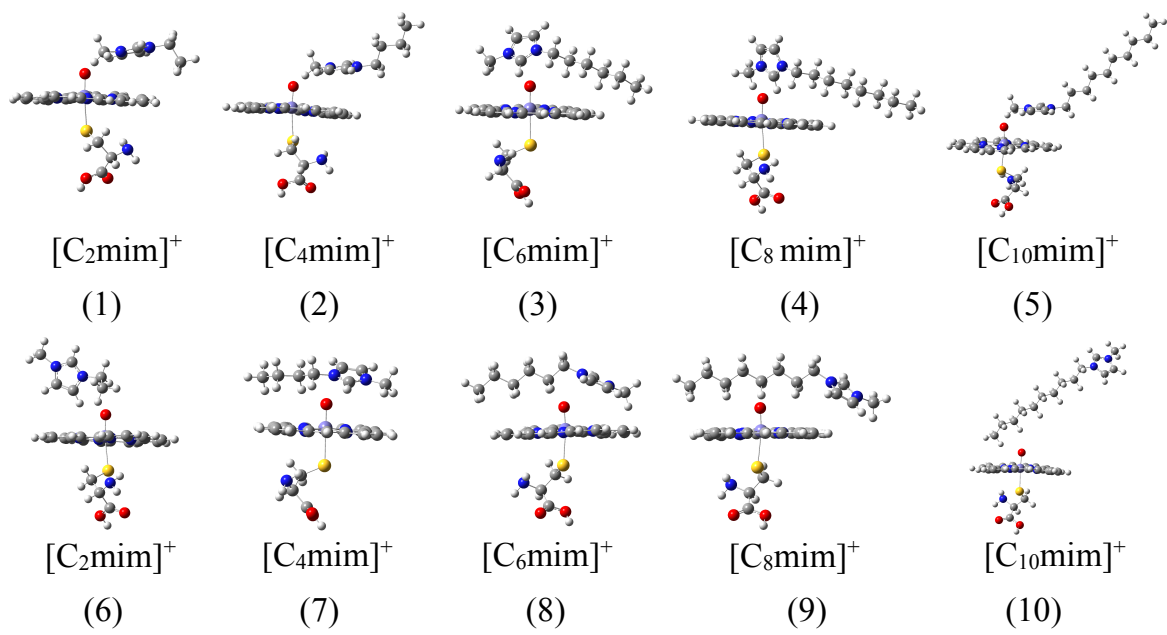 [C₂mim]⁺ [C₄mim]⁺ [C₆mim]⁺ [C₈ mim]⁺ [C₁₀mim]⁺
(1) (2) (3) (4) (5)
[C₂mim]⁺ [C₄mim]⁺ [C₆mim]⁺ [C₈mim]⁺ [C₁₀mim]⁺
(6) (7) (8) (9) (10)